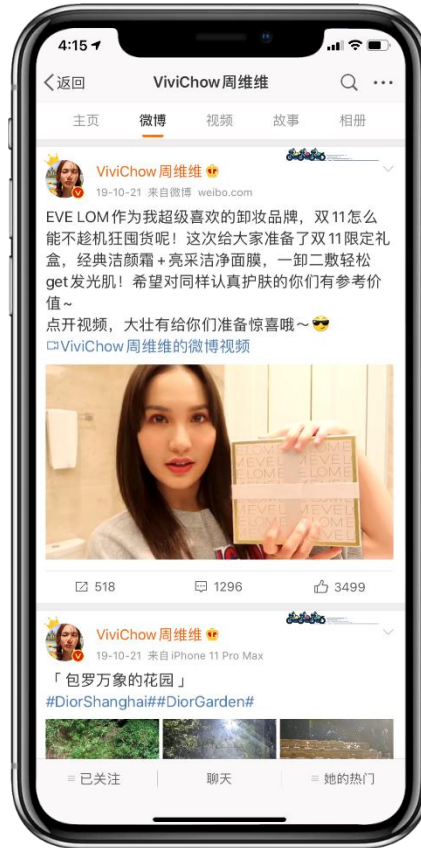 4:15
返回
ViviChow周维维
主页 微博 视频 故事 相册
ViviChow周维维
19-10-21 来自微博 weibo.com
EVE LOM作为我超级喜欢的卸妆品牌，双11怎么
能不趁机狂囤货呢！这次给大家准备了双11限定礼
盒，经典洁颜霜+亮采洁净面膜，一卸二敷轻松
get发光肌！希望对同样认真护肤的你们有参考价
值~
点开视频，大壮有给你们准备惊喜哦～
ViviChow周维维的微博视频
518 1296 3499
ViviChow周维维
19-10-21 来自iPhone 11 Pro Max
「 包罗万象的花园 」
#DiorShanghai##DiorGarden#
已关注 聊天 她的热门